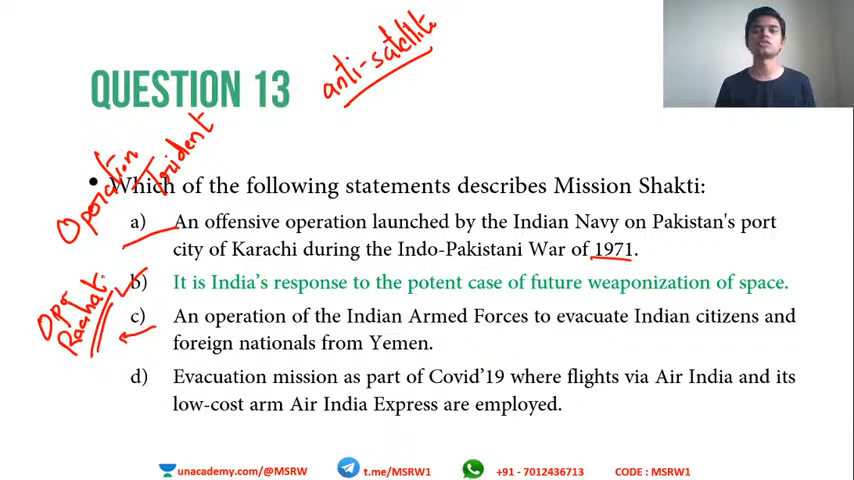 anti-satellite
QUESTION 13
Operation Trident
• Which of the following statements describes Mission Shakti:
a) An offensive operation launched by the Indian Navy on Pakistan's port
city of Karachi during the Indo-Pakistani War of 1971.
b) It is India's response to the potent case of future weaponization of space.
Opr Raahat
c) An operation of the Indian Armed Forces to evacuate Indian citizens and
foreign nationals from Yemen.
d) Evacuation mission as part of Covid'19 where flights via Air India and its
low-cost arm Air India Express are employed.
unacademy.com/@MSRW t.me/MSRW1 +91 - 7012436713 CODE : MSRW1